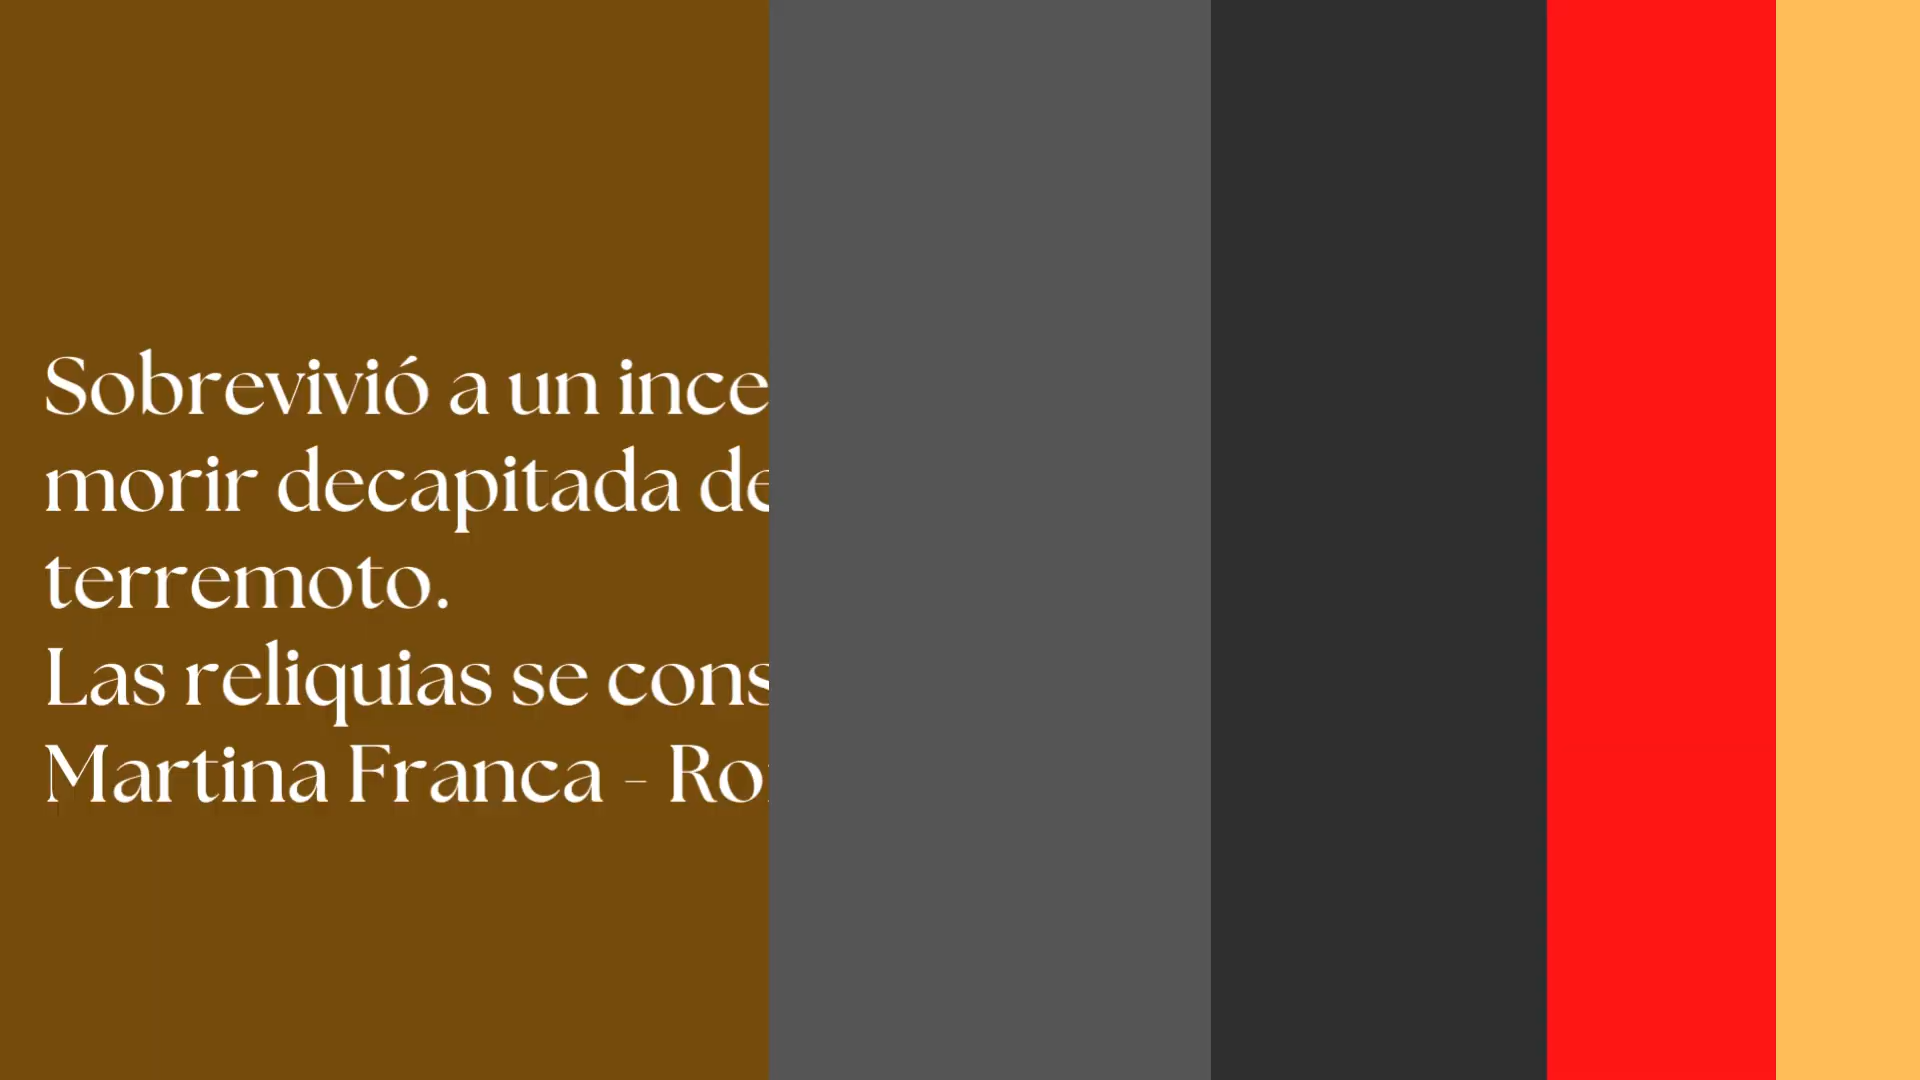 Sobrevivió a un ince
morir decapitada de
terremoto.
Las reliquias se cons
Martina Franca - Ro